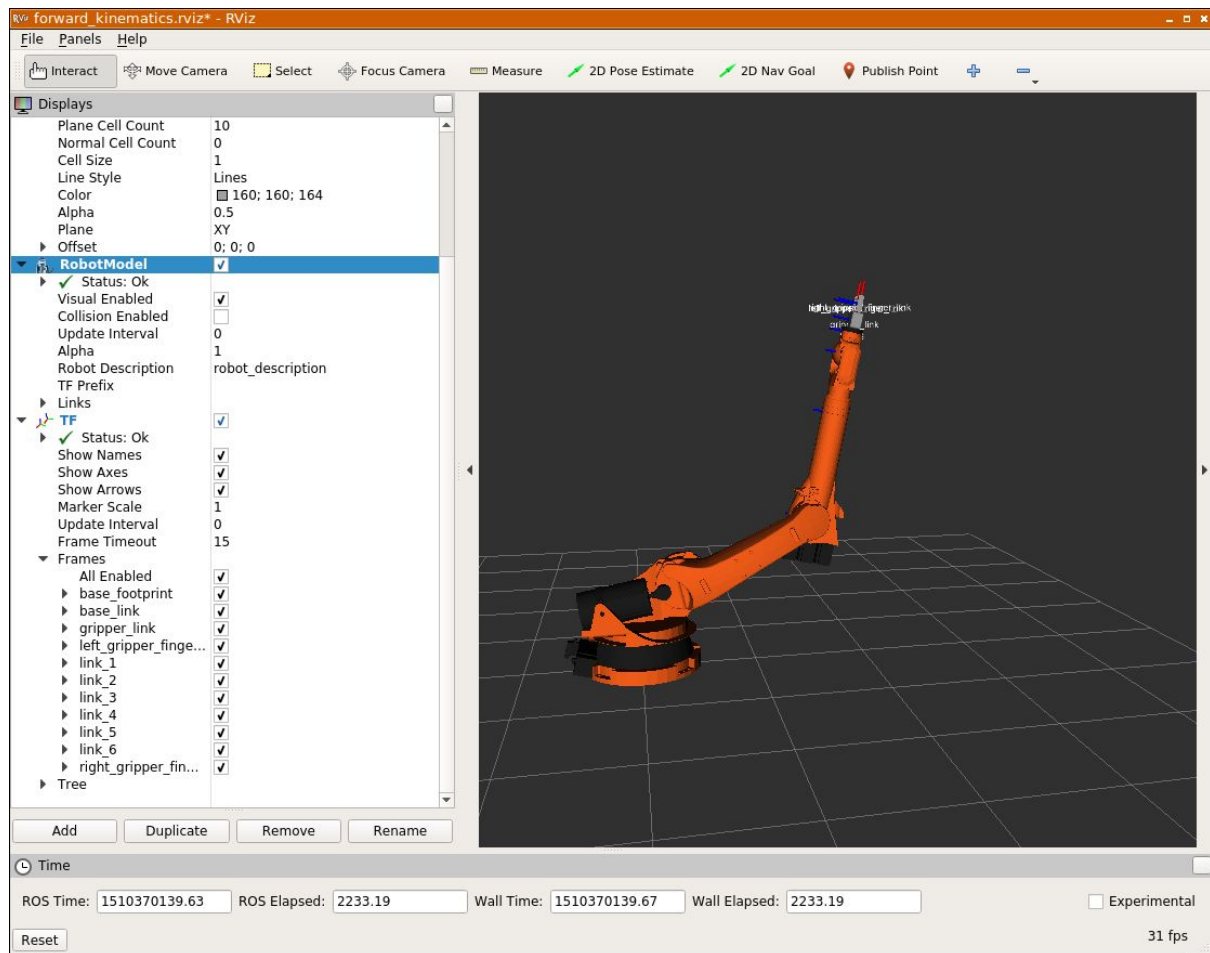 forward_kinematics.rviz* - RViz
File Panels Help
Interact Move Camera Select Focus Camera Measure 2D Pose Estimate 2D Nav Goal Publish Point
Displays
Plane Cell Count 10
Normal Cell Count 0
Cell Size 1
Line Style Lines
Color 160; 160; 164
Alpha 0.5
Plane XY
Offset 0; 0; 0
RobotModel
Status: Ok
Visual Enabled
Collision Enabled
Update Interval 0
Alpha 1
Robot Description robot_description
TF Prefix
Links
TF
Status: Ok
Show Names
Show Axes
Show Arrows
Marker Scale 1
Update Interval 0
Frame Timeout 15
Frames
All Enabled
base_footprint
base_link
gripper_link
left_gripper_finge...
link_1
link_2
link_3
link_4
link_5
link_6
right_gripper_fin...
Tree
Add Duplicate Remove Rename
Time
ROS Time: 1510370139.63 ROS Elapsed: 2233.19 Wall Time: 1510370139.67 Wall Elapsed: 2233.19 Experimental
Reset 31 fps